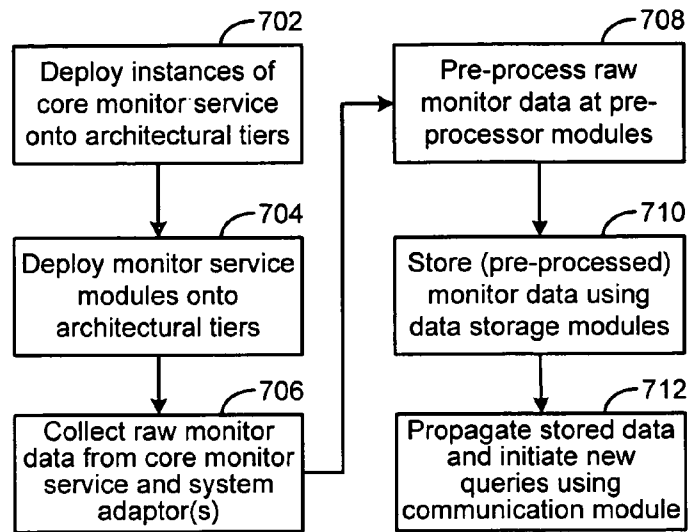 702
Deploy instances of
core monitor service
onto architectural tiers
704
Deploy monitor service
modules onto
architectural tiers
706
Collect raw monitor
data from core monitor
service and system
adaptor(s)
708
Pre-process raw
monitor data at pre-
processor modules
710
Store (pre-processed)
monitor data using
data storage modules
712
Propagate stored data
and initiate new
queries using
communication module